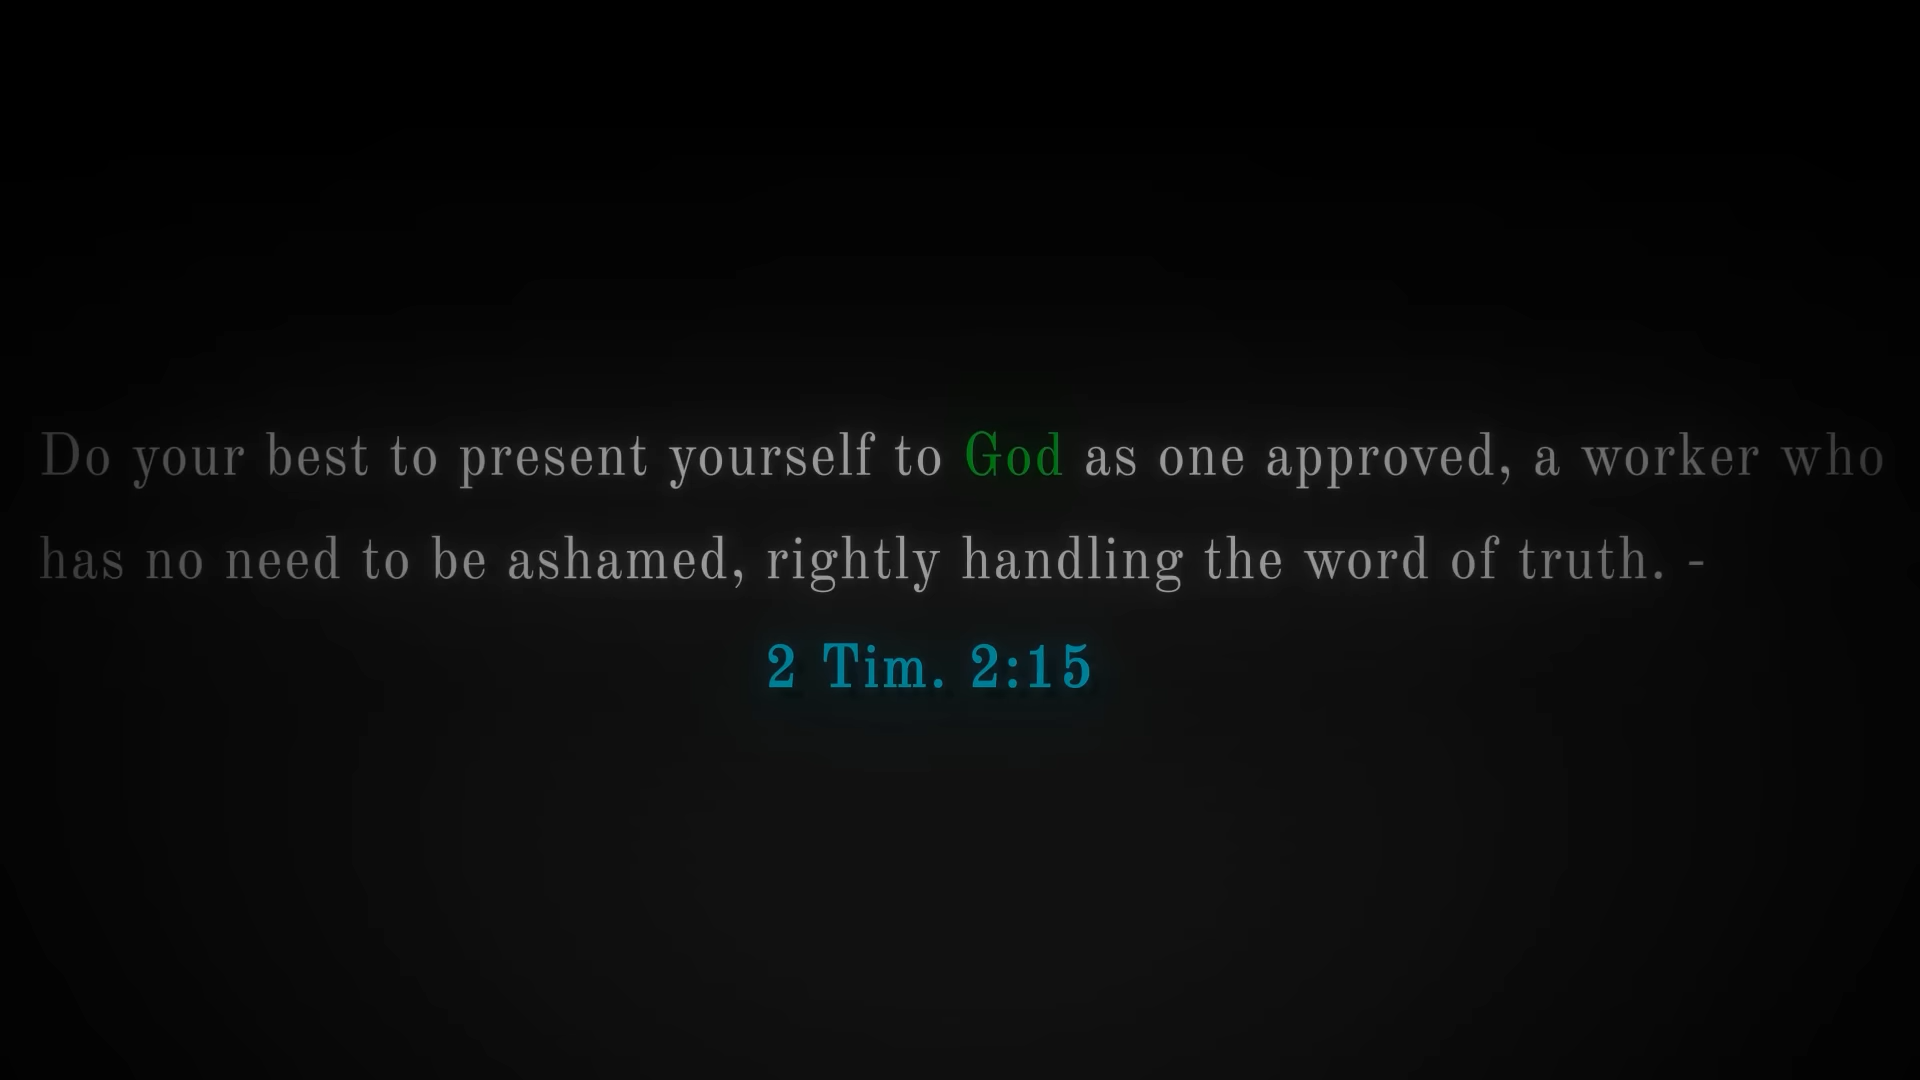 Do your best to present yourself to God as one approved, a worker who
has no need to be ashamed, rightly handling the word of truth. -
2 Tim. 2:15